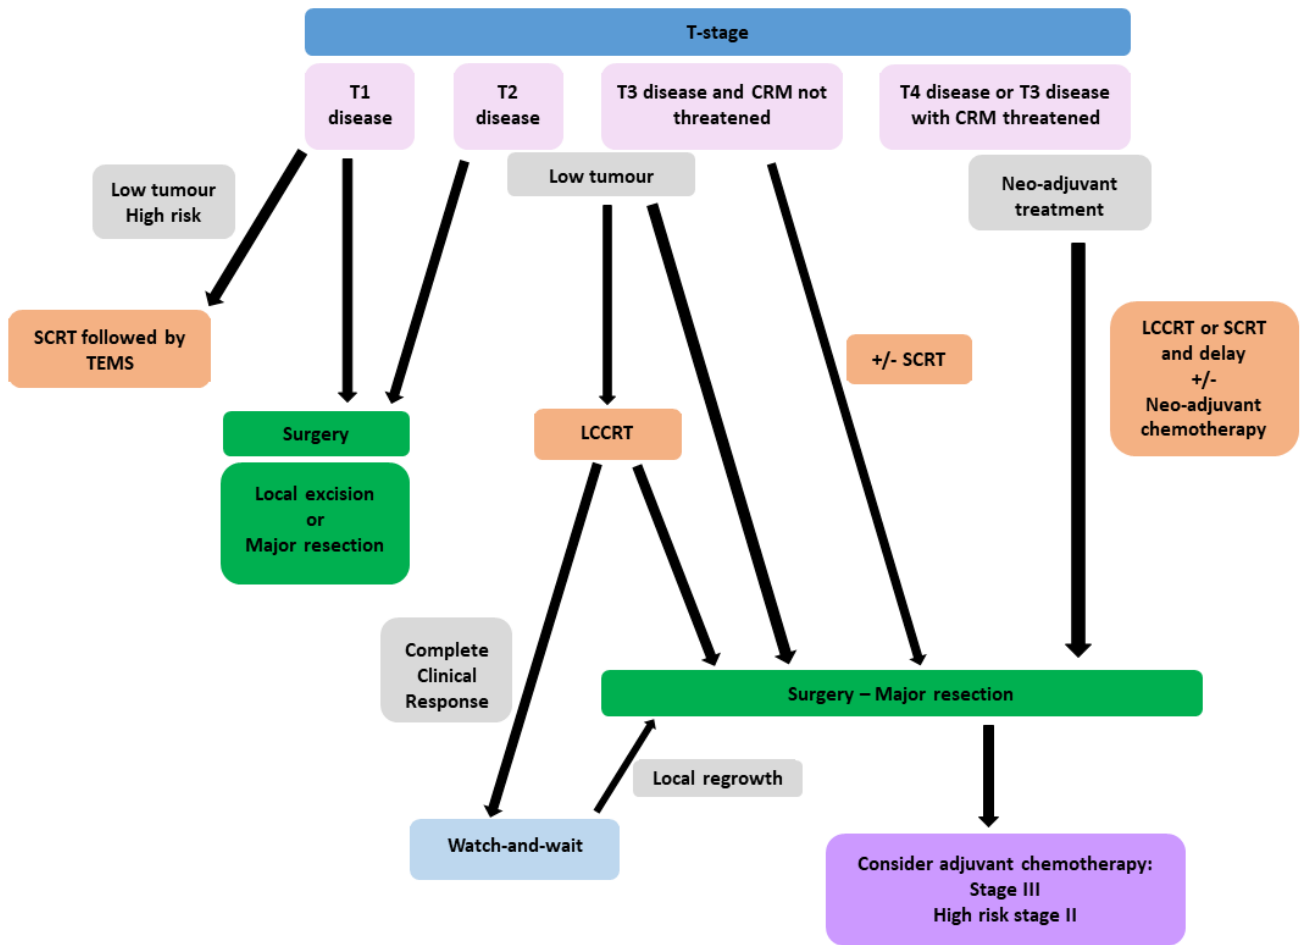 T-stage
T1
disease
T2
disease
T3 disease and CRM not
threatened
T4 disease or T3 disease
with CRM threatened
Low tumour
High risk
Low tumour
Neo-adjuvant
treatment
SCRT followed by
TEMS
+/- SCRT
LCCRT or SCRT
and delay
+/-
Neo-adjuvant
chemotherapy
Surgery
LCCRT
Local excision
or
Major resection
Complete
Clinical
Response
Surgery – Major resection
Local regrowth
Watch-and-wait
Consider adjuvant chemotherapy:
Stage III
High risk stage II